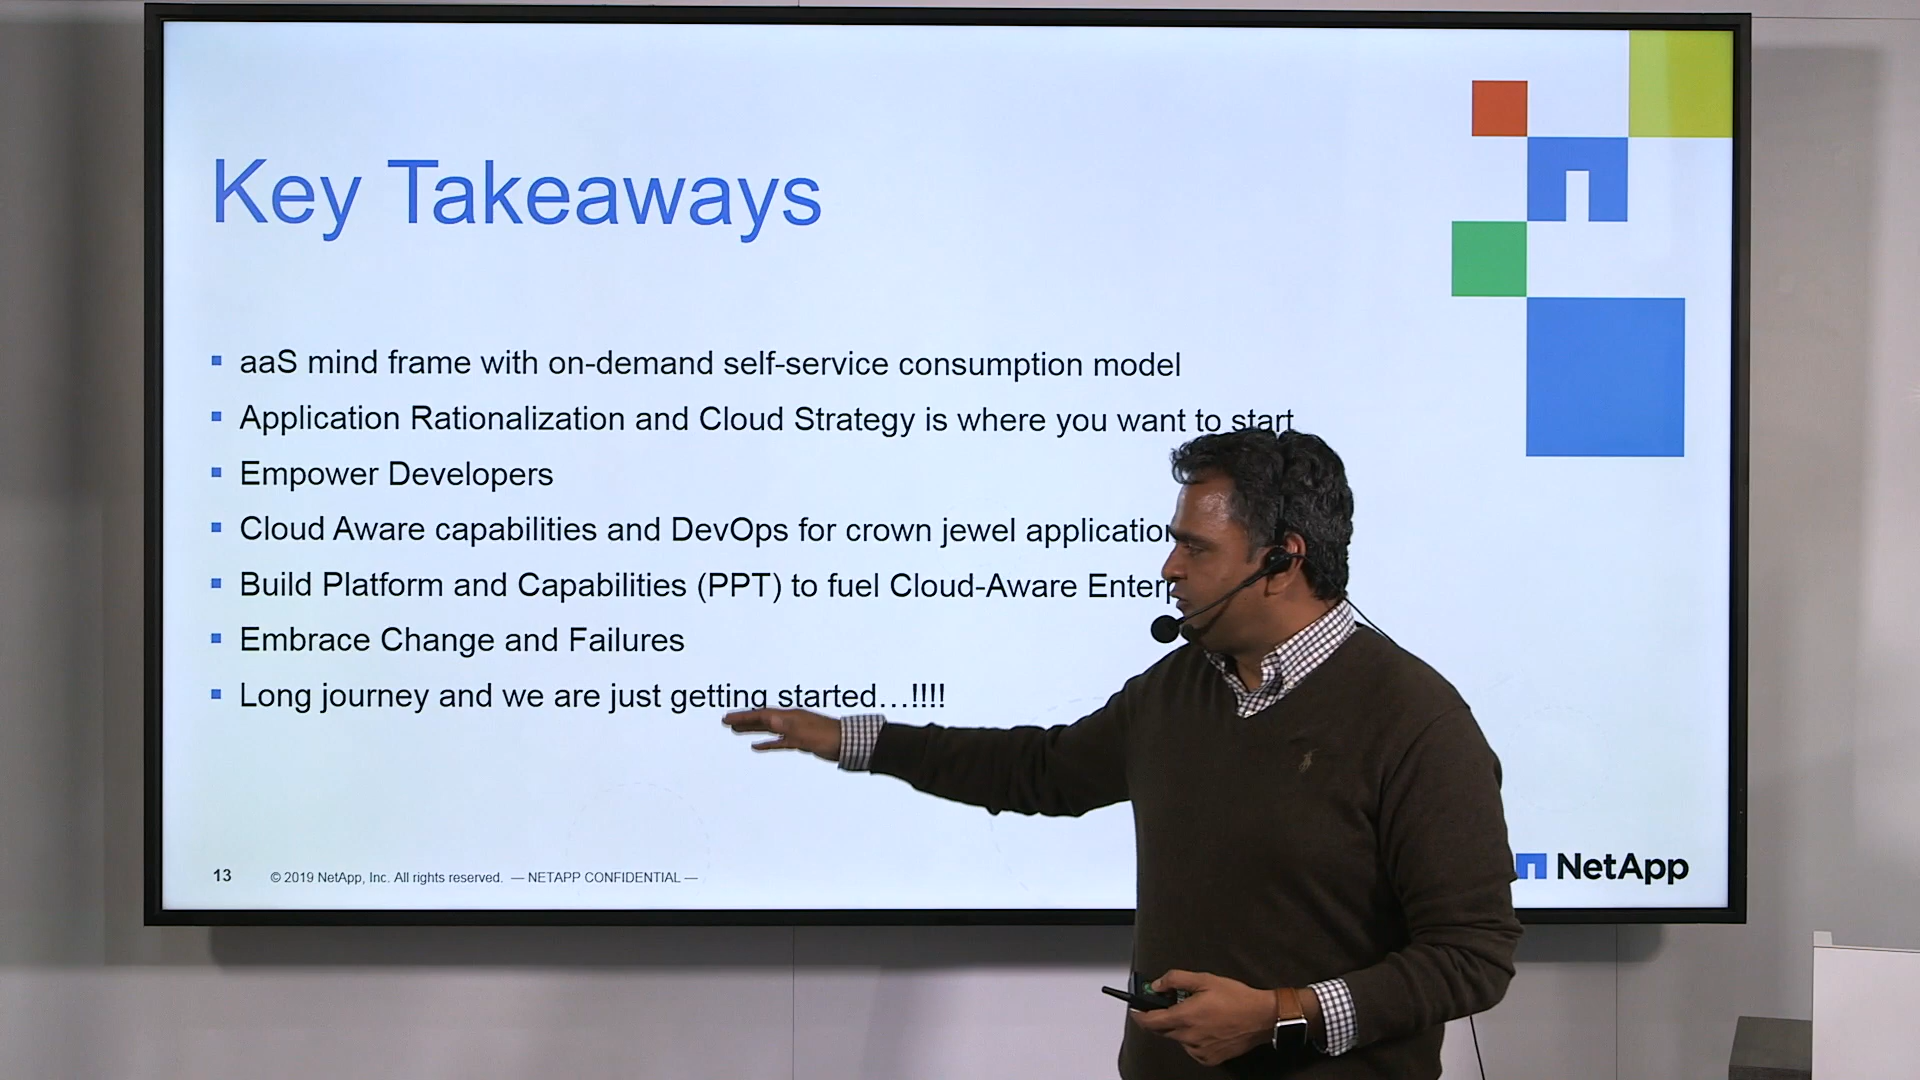 Key Takeaways
aaS mind frame with on-demand self-service consumption model
Application Rationalization and Cloud Strategy is where you want to start
Empower Developers
Cloud Aware capabilities and DevOps for crown jewel
Build Platform and Capabilities (PPT) to fuel Cloud-Aware
Embrace Change and Failures
Long journey and we are just getting started…!!!!
13 © 2019 NetApp, Inc. All rights reserved. — NETAPP CONFIDENTIAL —
NetApp